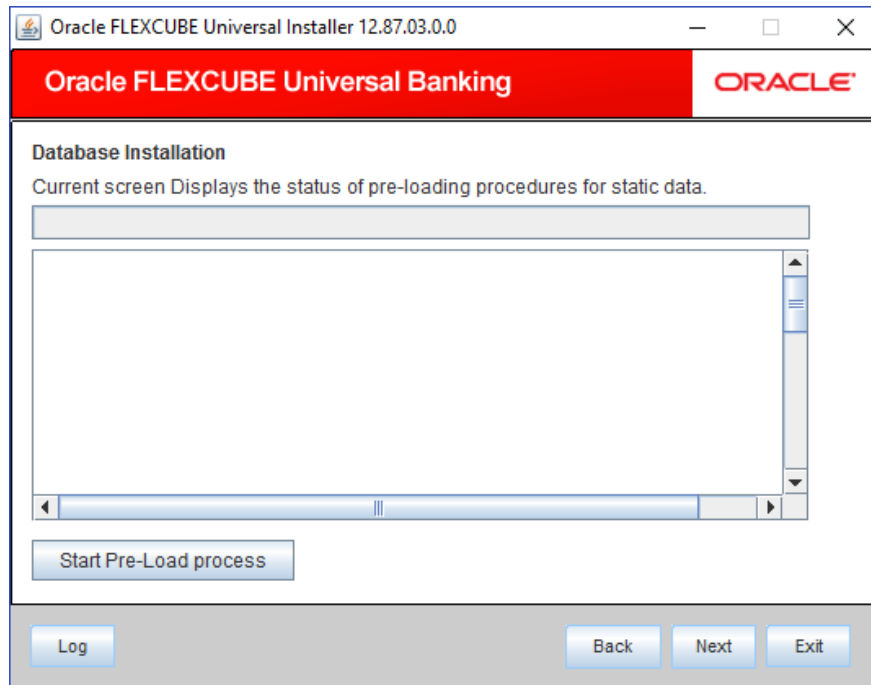 Oracle FLEXCUBE Universal Installer 12.87.03.0.0
Oracle FLEXCUBE Universal Banking
ORACLE
Database Installation
Current screen Displays the status of pre-loading procedures for static data.
Start Pre-Load process
Log
Back
Next
Exit